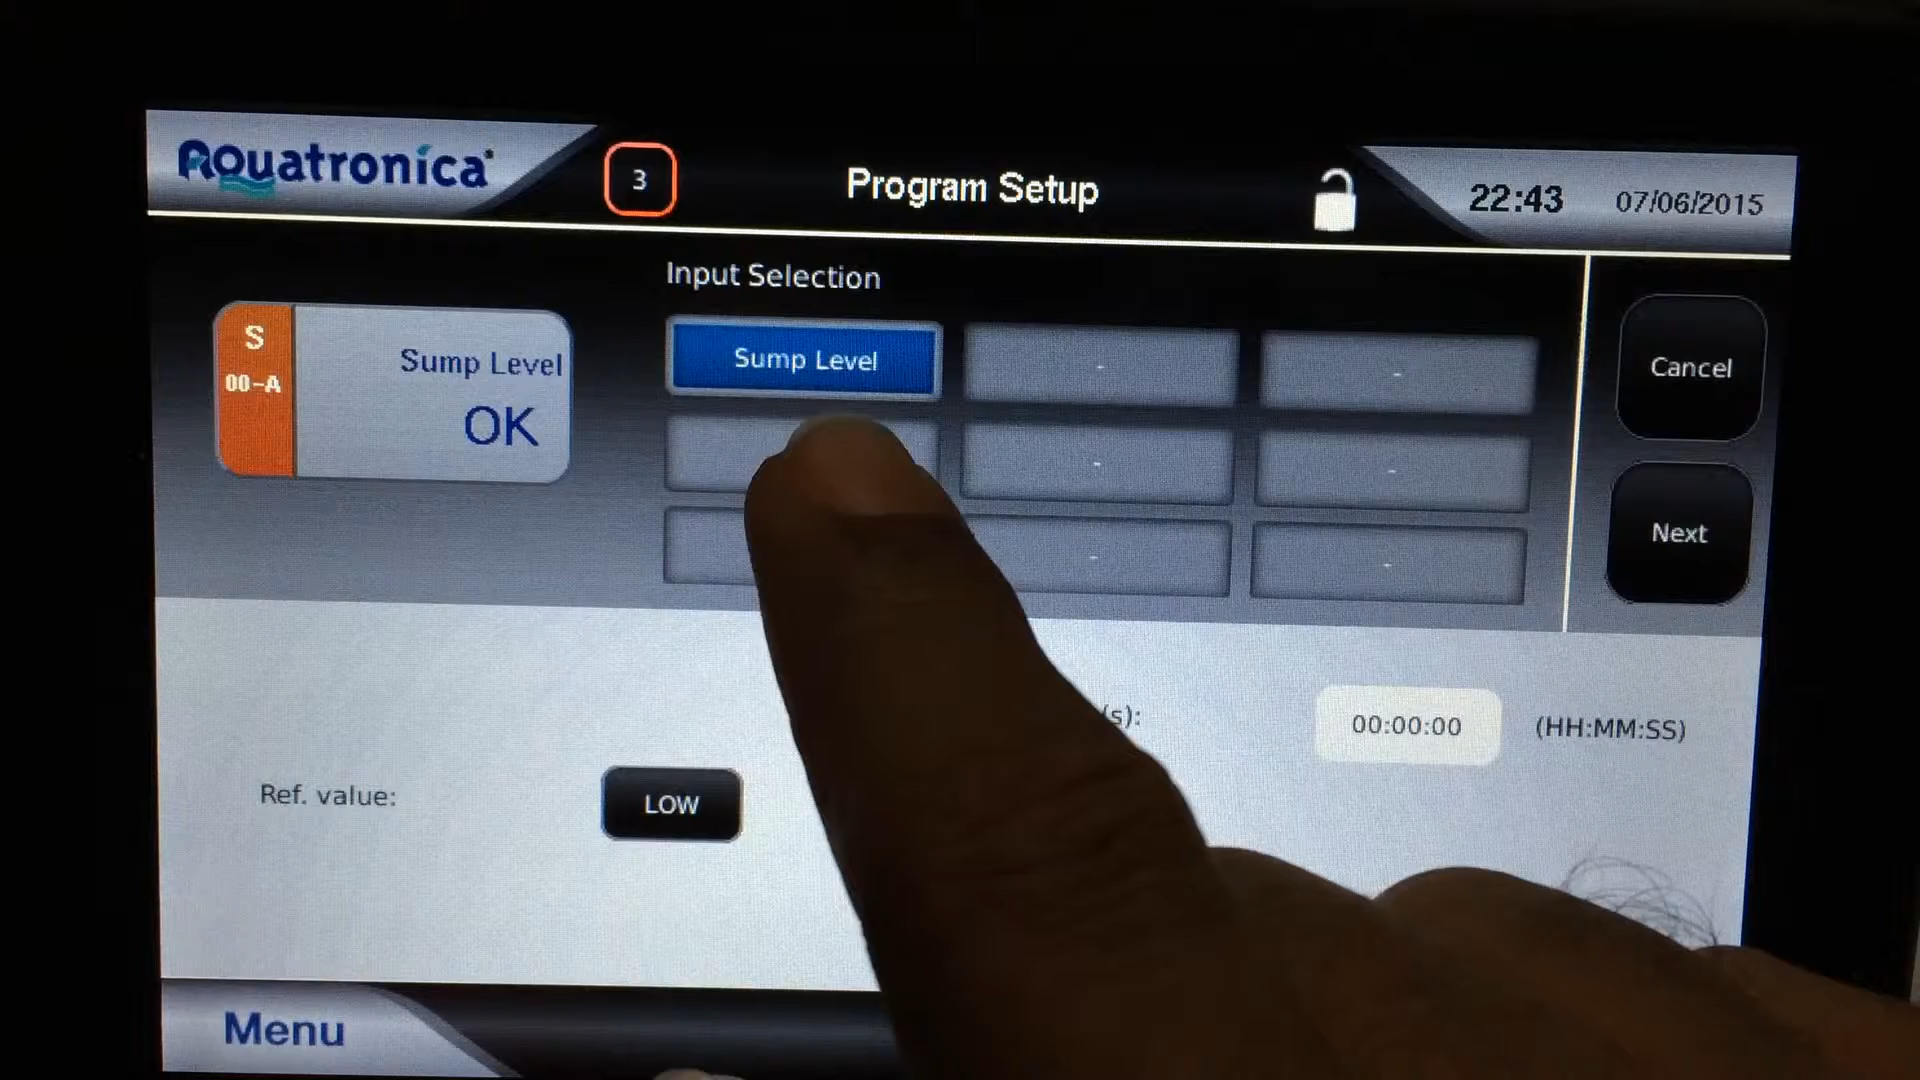 Aquatronica
3
Program Setup
22:43
07/06/2015
Input Selection
S
00-A
Sump Level
OK
Sump Level
-
-
-
-
-
-
Cancel
Next
(s):
00:00:00
(HH:MM:SS)
Ref. value:
LOW
Menu